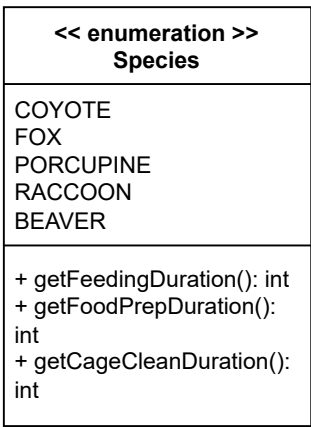 << enumeration >>
Species
COYOTE
FOX
PORCUPINE
RACCOON
BEAVER
+ getFeedingDuration(): int
+ getFoodPrepDuration():
int
+ getCageCleanDuration():
int